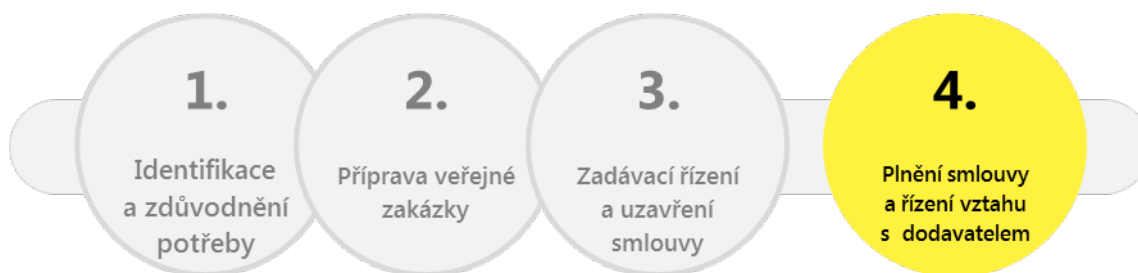 1.
Identifikace
a zdůvodnění
potřeby
2.
Příprava veřejné
zakázky
3.
Zadávací řízení
a uzavření
smlouvy
4.
Plnění smlouvy
a řízení vztahu
s dodavatelem